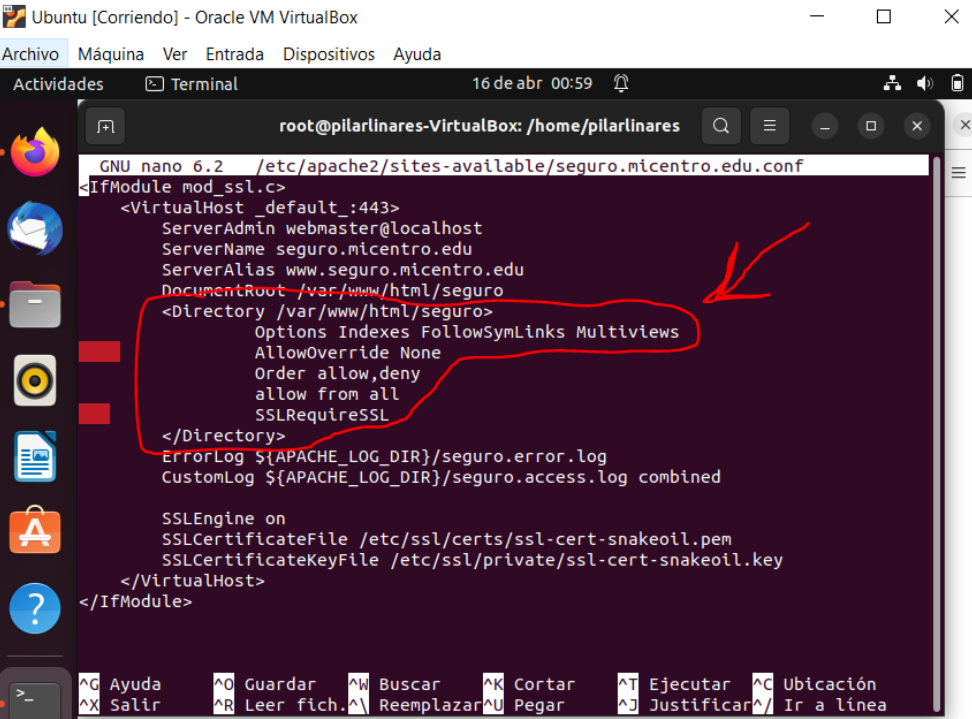 Ubuntu [Corriendo] - Oracle VM VirtualBox
Archivo Máquina Ver Entrada Dispositivos Ayuda
Actividades Terminal 16 de abr 00:59
root@pilarlinares-VirtualBox: /home/pilarlinares
GNU nano 6.2 /etc/apache2/sites-available/seguro.micentro.edu.conf
<IfModule mod_ssl.c>
<VirtualHost _default_:443>
ServerAdmin webmaster@localhost
ServerName seguro.micentro.edu
ServerAlias www.seguro.micentro.edu
DocumentRoot /var/www/html/seguro
<Directory /var/www/html/seguro>
Options Indexes FollowSymLinks Multiviews
AllowOverride None
Order allow,deny
allow from all
SSLRequireSSL
</Directory>
ErrorLog ${APACHE_LOG_DIR}/seguro.error.log
CustomLog ${APACHE_LOG_DIR}/seguro.access.log combined
SSLEngine on
SSLCertificateFile /etc/ssl/certs/ssl-cert-snakeoil.pem
SSLCertificateKeyFile /etc/ssl/private/ssl-cert-snakeoil.key
</VirtualHost>
</IfModule>
^G Ayuda ^O Guardar ^W Buscar ^K Cortar ^T Ejecutar ^C Ubicación
^X Salir ^R Leer fich. ^\ Reemplazar ^U Pegar ^J Justificar ^/ Ir a línea